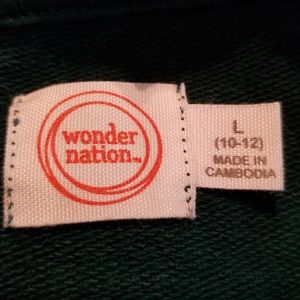 wonder
nation™
L
(10-12)
MADE IN
CAMBODIA